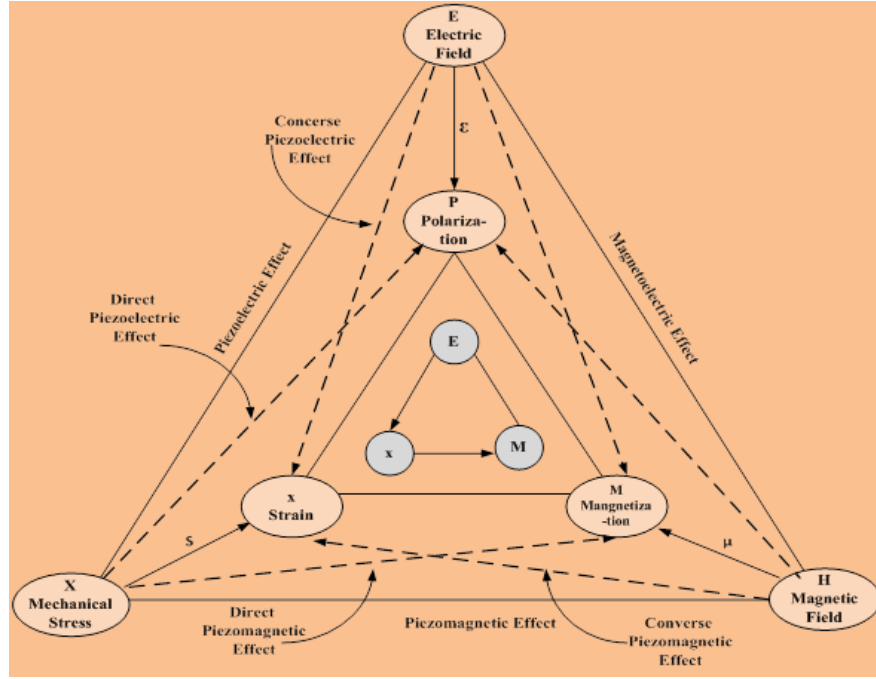 E
Electric
Field
Concerse
Piezoelectric
Effect
ε
P
Polariza-
tion
Piezoelectric Effect
Magnetoelectric Effect
Direct
Piezoelectric
Effect
E
x
M
x
Strain
M
Mangnetiza
-tion
S
μ
X
Mechanical
Stress
H
Magnetic
Field
Direct
Piezomagnetic
Effect
Piezomagnetic Effect
Converse
Piezomagnetic
Effect